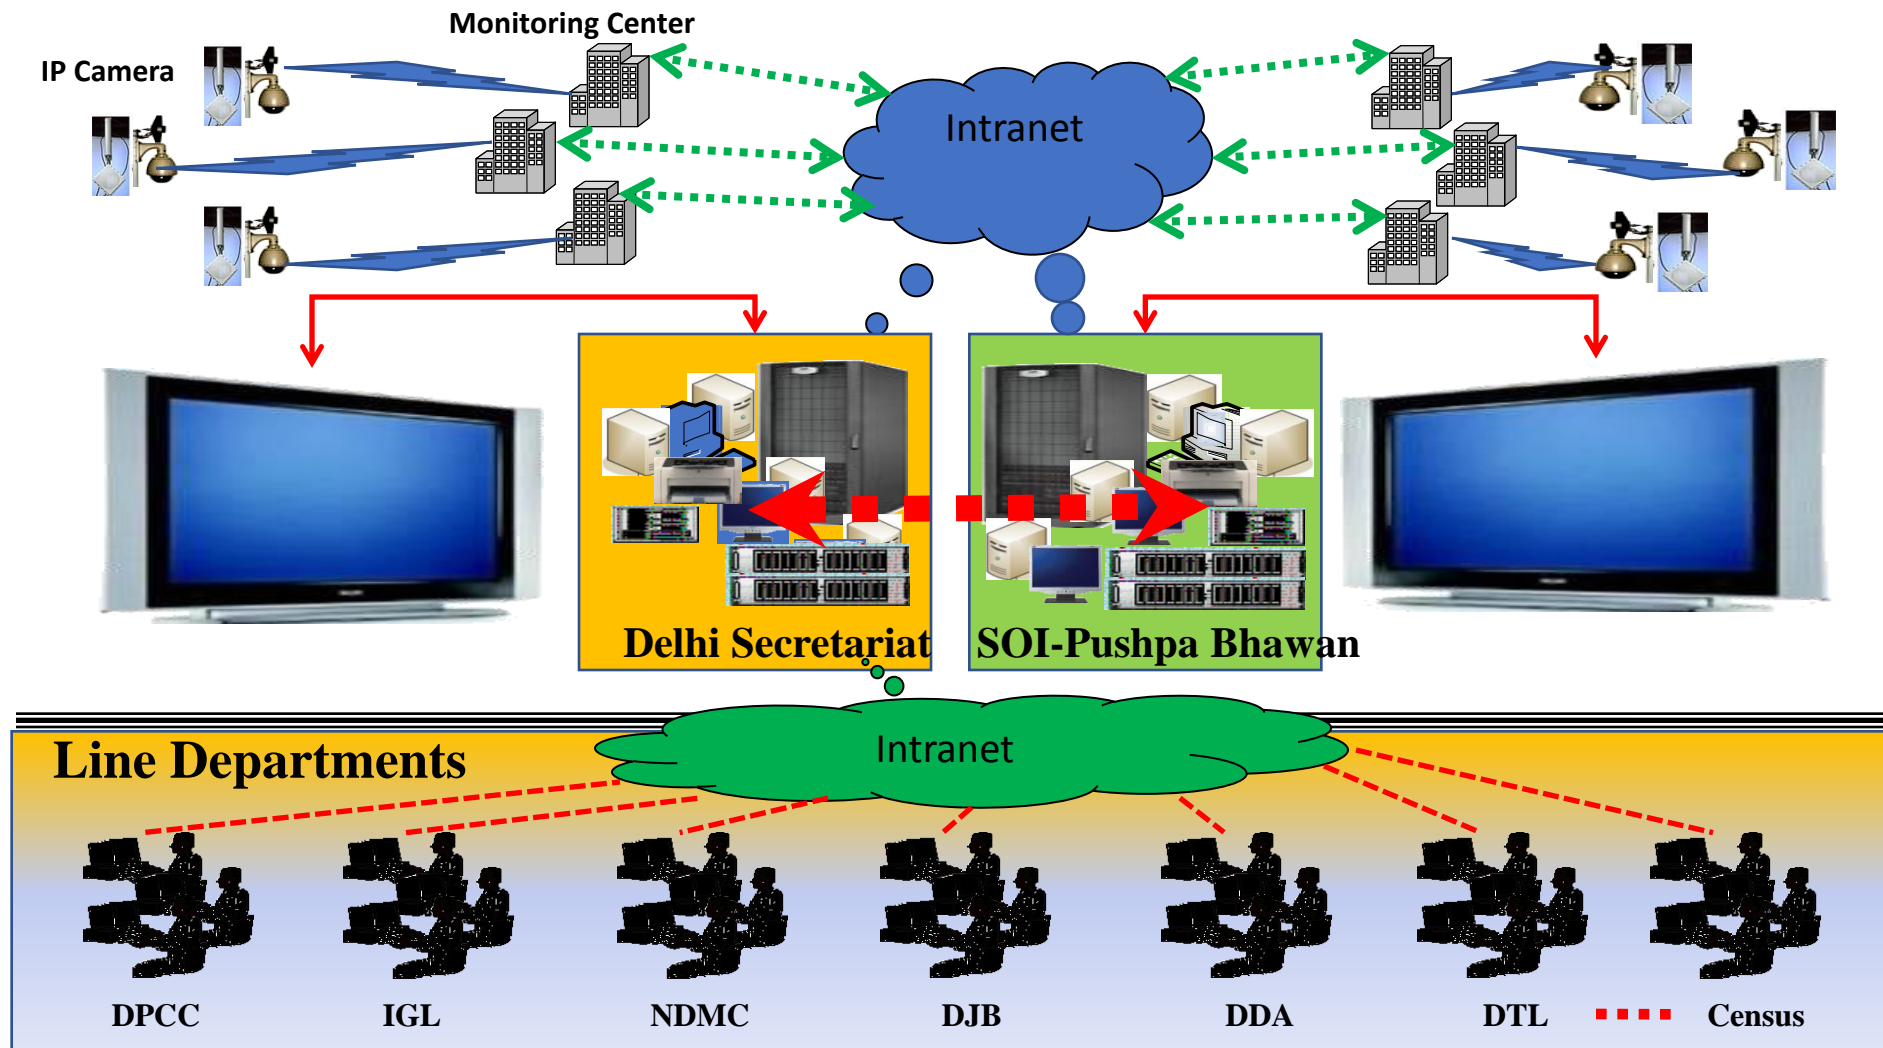 Monitoring Center
IP Camera
Intranet
Delhi Secretariat
SOI-Pushpa Bhawan
Line Departments
Intranet
DPCC
IGL
NDMC
DJB
DDA
DTL
Census